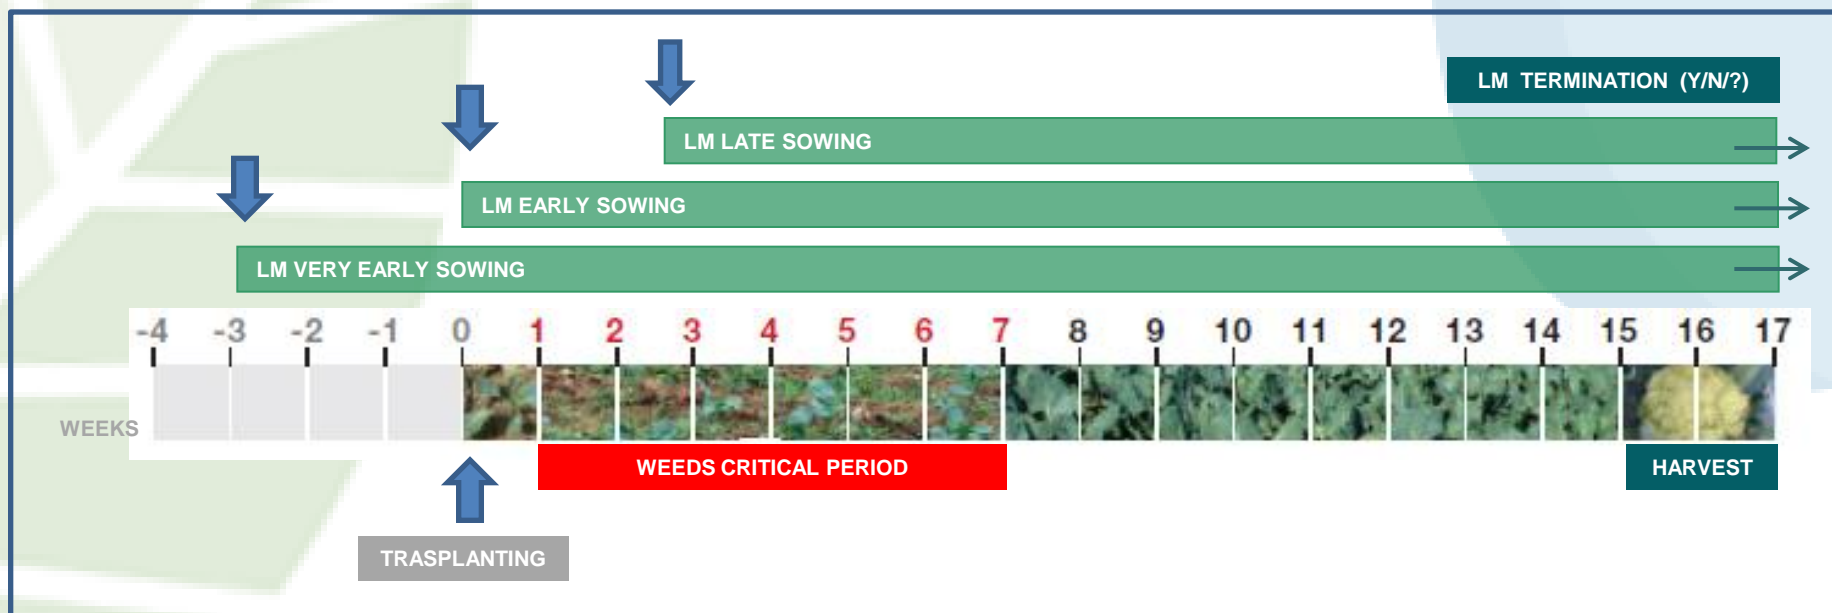 LM TERMINATION (Y/N/?)
LM LATE SOWING
LM EARLY SOWING
LM VERY EARLY SOWING
-4 -3 -2 -1 0 1 2 3 4 5 6 7 8 9 10 11 12 13 14 15 16 17
WEEKS
WEEDS CRITICAL PERIOD HARVEST
TRASPLANTING